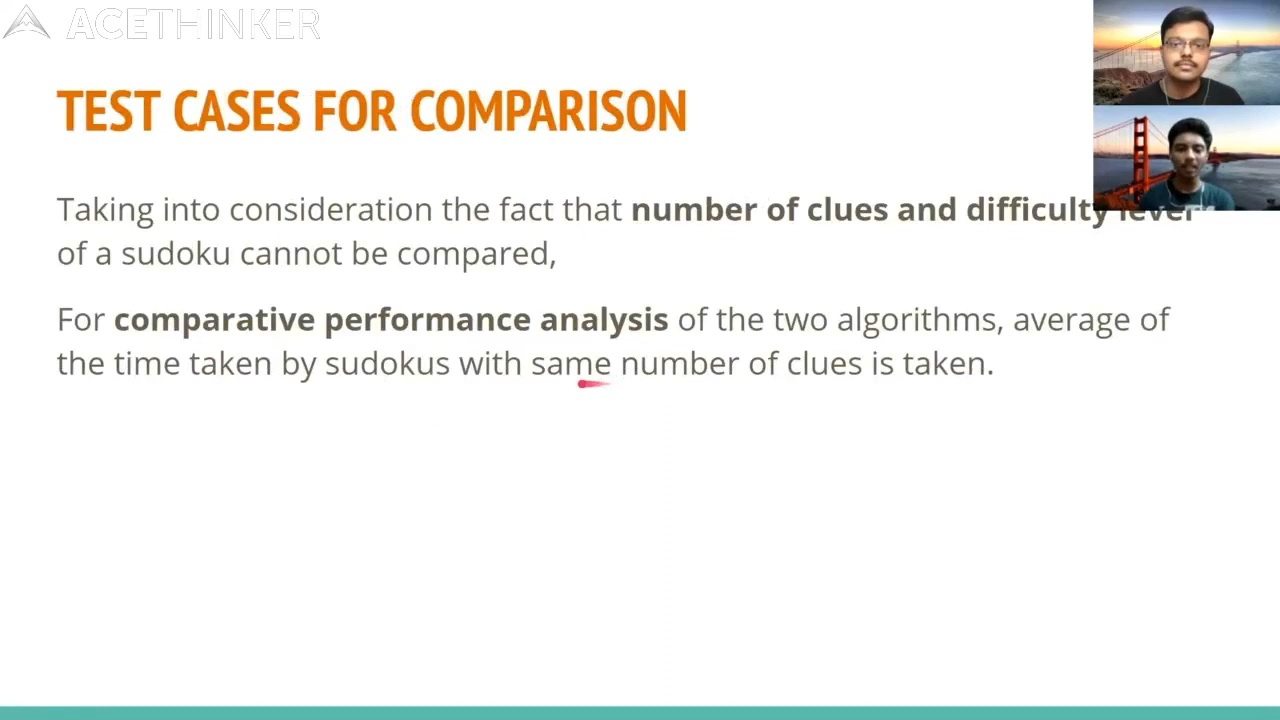 ACETHINKER
TEST CASES FOR COMPARISON
Taking into consideration the fact that number of clues and difficulty level
of a sudoku cannot be compared,
For comparative performance analysis of the two algorithms, average of
the time taken by sudokus with same number of clues is taken.